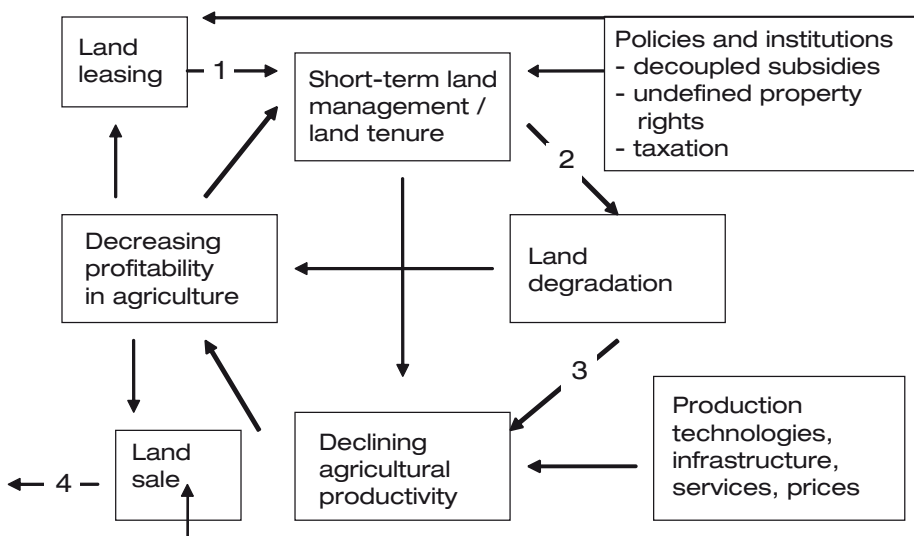 Land
leasing
1
Short-term land
management /
land tenure
Policies and institutions
- decoupled subsidies
- undefined property
rights
- taxation
2
Decreasing
profitability
in agriculture
Land
degradation
3
Land
sale
4
Declining
agricultural
productivity
Production
technologies,
infrastructure,
services, prices